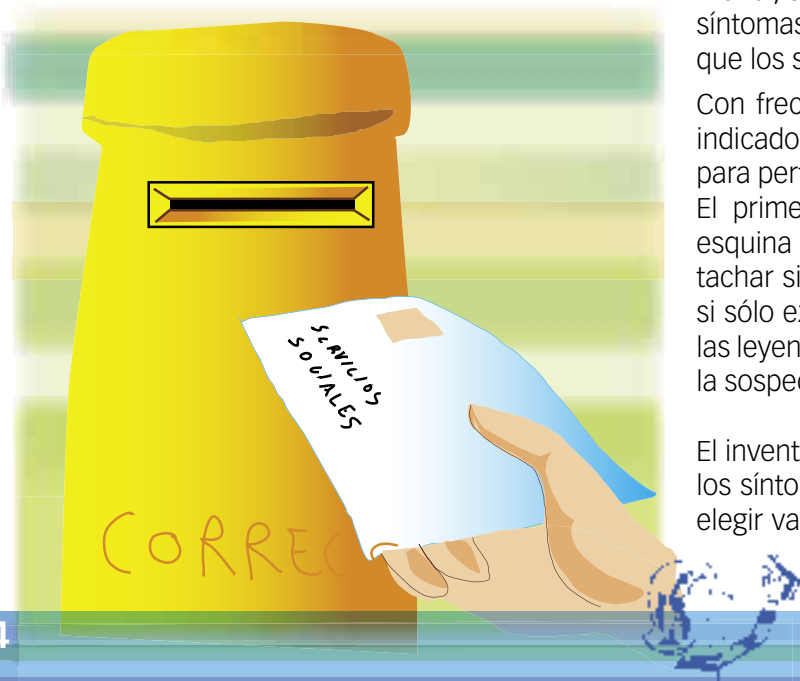 síntomas
que los s
Con frec
indicado
para per
El prime
esquina
tachar si
si sólo ex
las leyen
la sospec
El invent
los sínto
elegir va
SERVICIOS
SOCIALES
CORREO
4